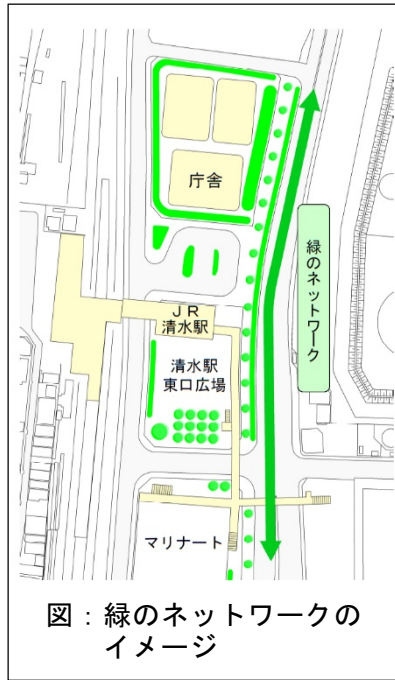 庁舎
緑のネットワーク
JR
清水駅
清水駅
東口広場
マリナート
図：緑のネットワークの
イメージ